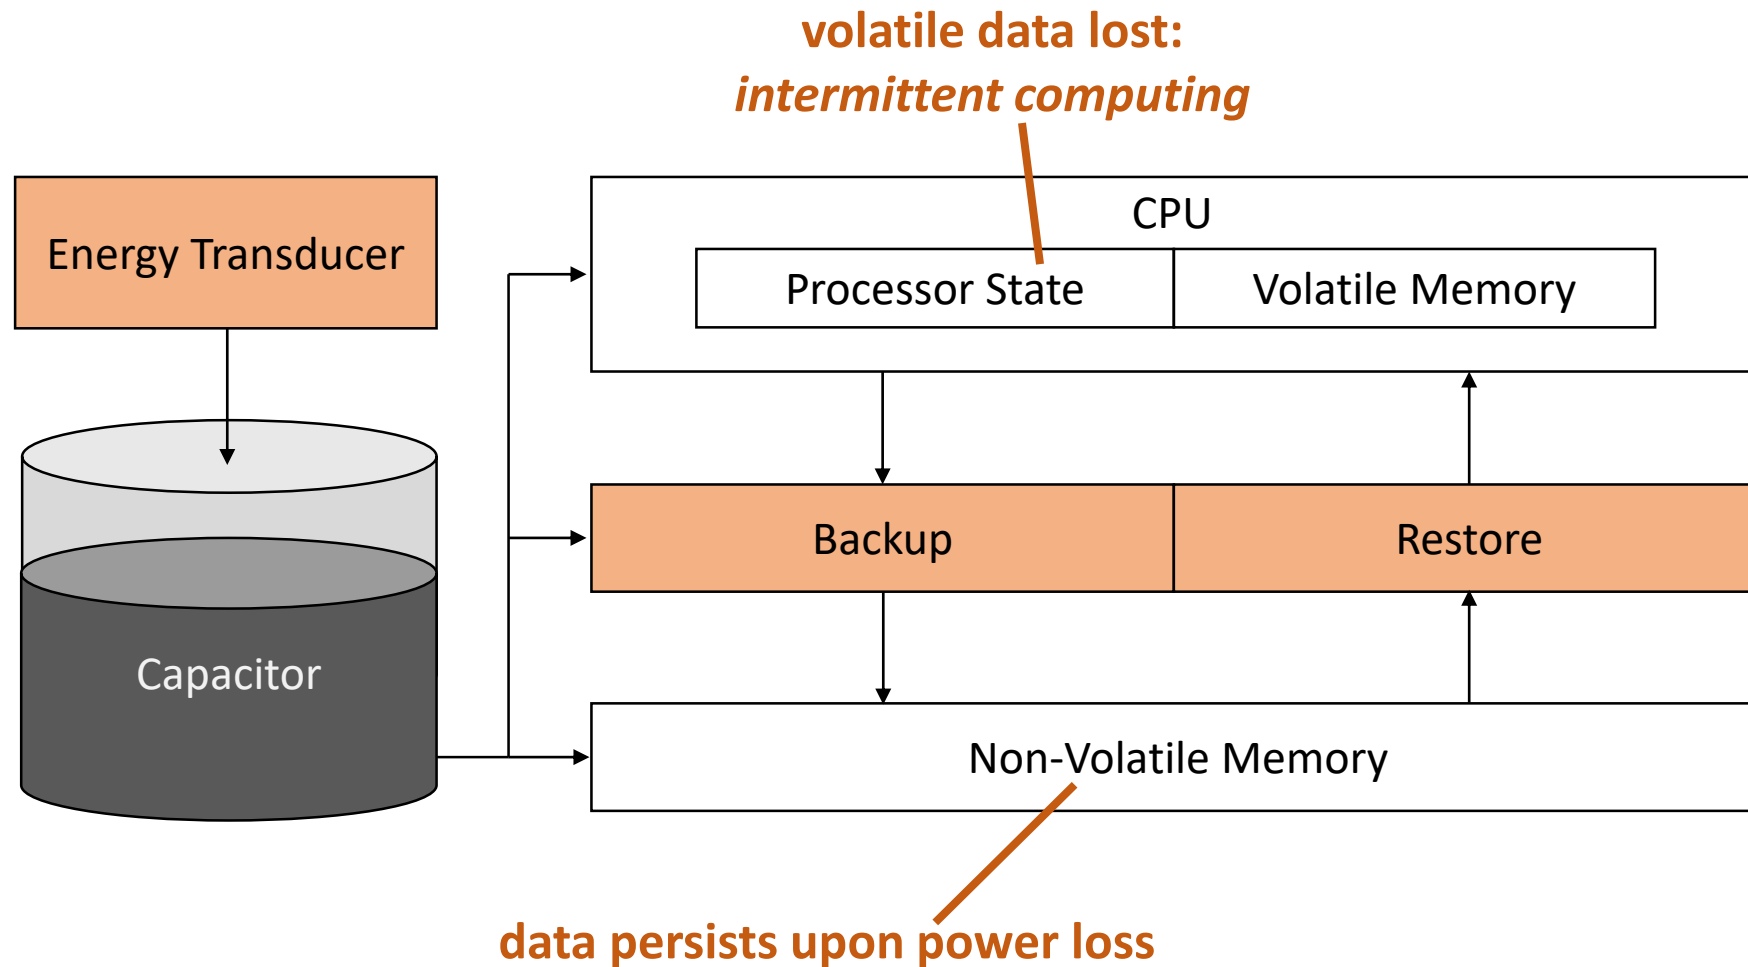 volatile data lost:
intermittent computing
Energy Transducer
CPU
Processor State
Volatile Memory
Backup
Restore
Capacitor
Non-Volatile Memory
data persists upon power loss